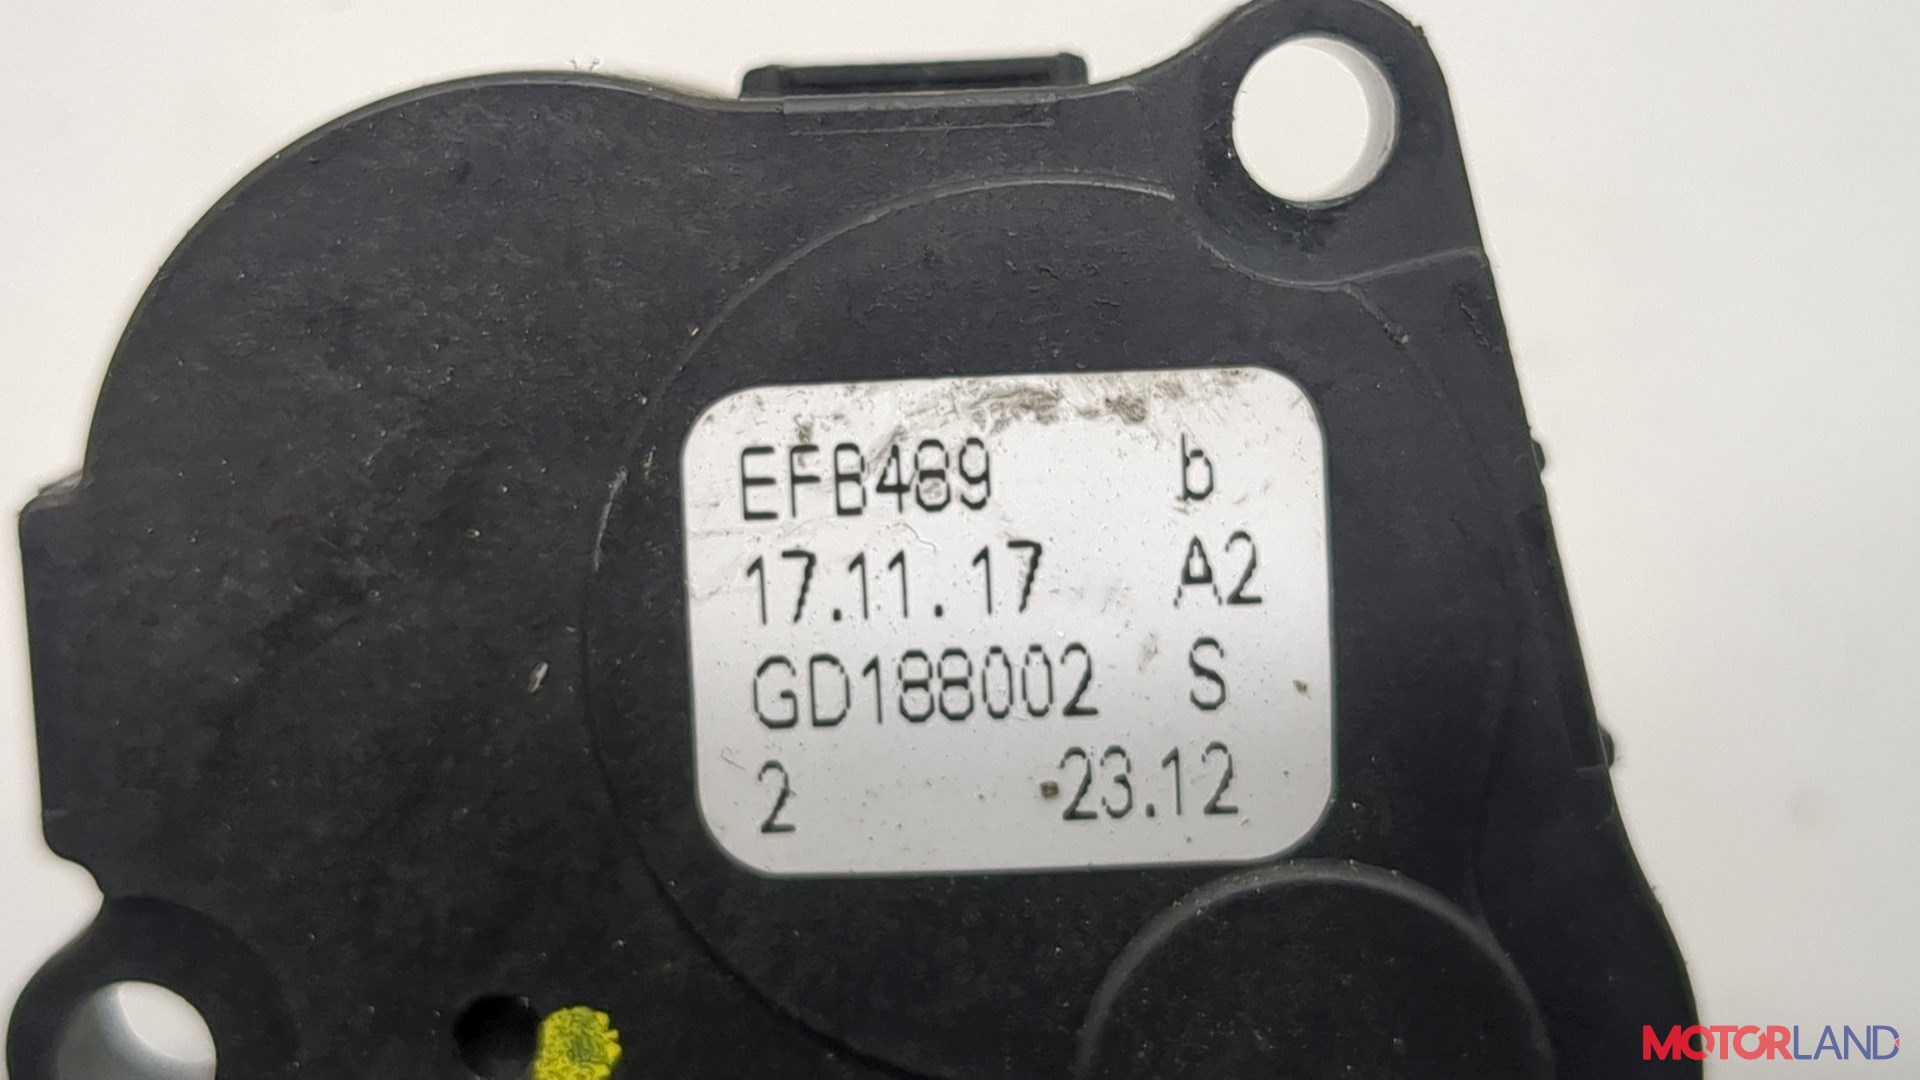 EFB489 b
17.11.17 A2
GD188002 S
2 23.12
MOTORLAND